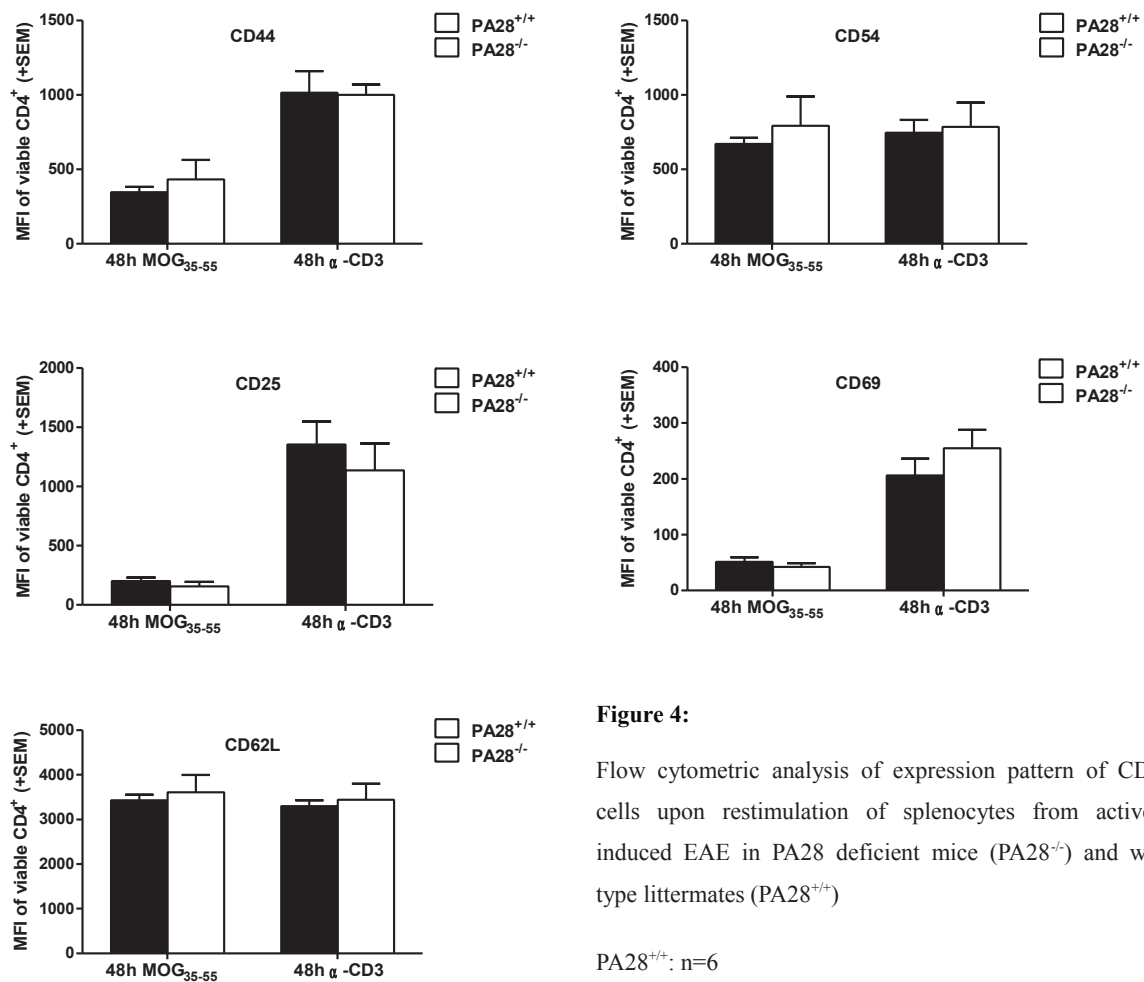 CD44
PA28+/+
PA28-/-
MFI of viable CD4+ (+SEM)
1500
1000
500
0
48h MOG35-55
48h α -CD3
CD54
PA28+/+
PA28-/-
MFI of viable CD4+ (+SEM)
1500
1000
500
0
48h MOG35-55
48h α -CD3
CD25
PA28+/+
PA28-/-
MFI of viable CD4+ (+SEM)
2000
1500
1000
500
0
48h MOG35-55
48h α -CD3
CD69
PA28+/+
PA28-/-
MFI of viable CD4+ (+SEM)
400
300
200
100
0
48h MOG35-55
48h α -CD3
CD62L
PA28+/+
PA28-/-
MFI of viable CD4+ (+SEM)
5000
4000
3000
2000
1000
0
48h MOG35-55
48h α -CD3
Figure 4:
Flow cytometric analysis of expression pattern of CD
cells upon restimulation of splenocytes from active
induced EAE in PA28 deficient mice (PA28-/-) and w
type littermates (PA28+/+)
PA28+/+: n=6